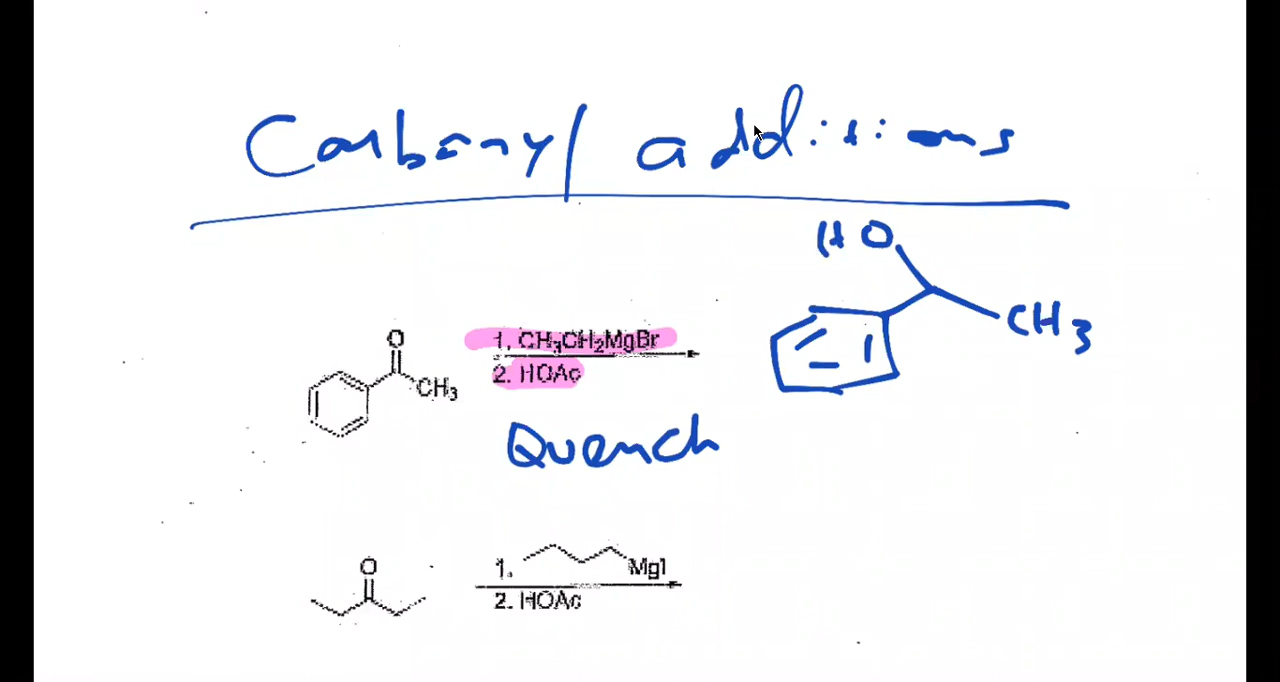 Carbonyl additions
HO
CH3
O
CH3
1. CH3CH2MgBr
2. HOAc
Quench
O
1.
MgI
2. HOAc